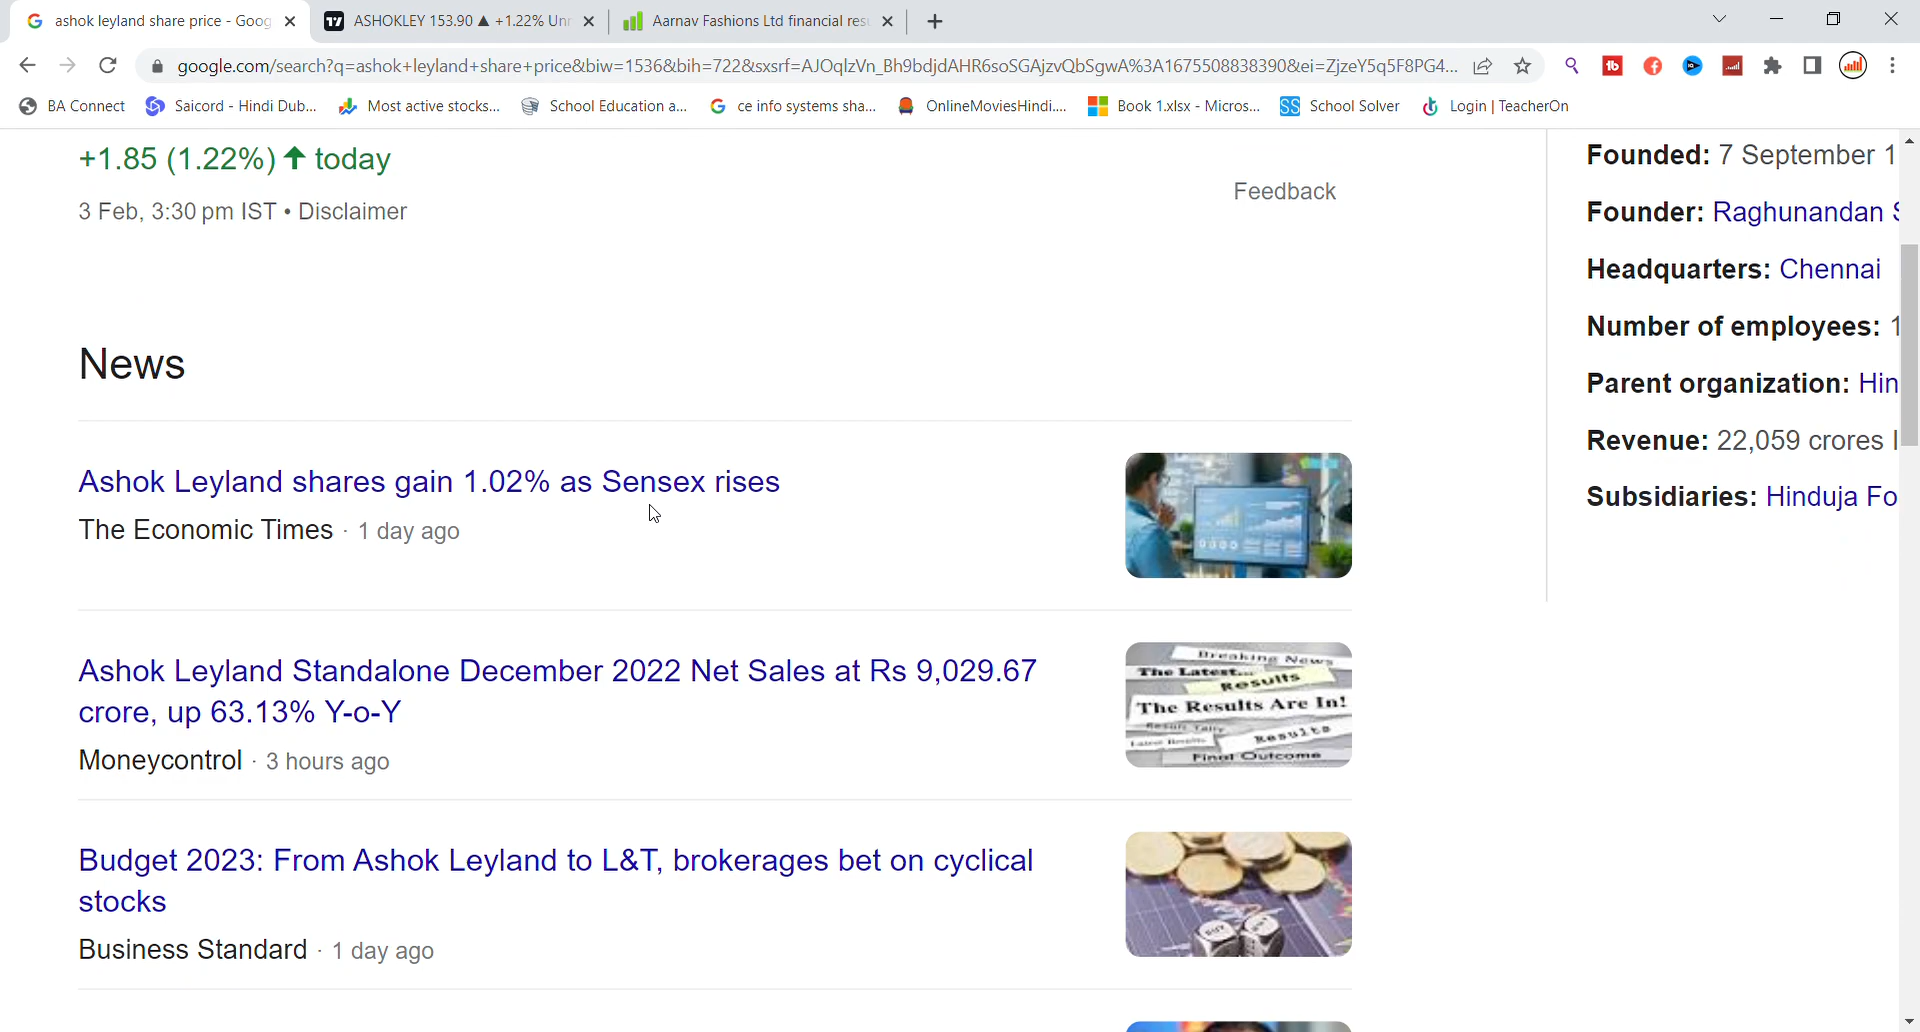 ashok leyland share price - Goog
ASHOKLEY 153.90 ▲ +1.22% Unn
Aarnav Fashions Ltd financial res
google.com/search?q=ashok+leyland+share+price&biw=1536&bih=722&sxsrf=AJOqlzVn_Bh9bdjdAHR6soSGAjzvQbSgwA%3A1675508838390&ei=ZjzeY5q5F8PG4...
BA Connect
Saicord - Hindi Dub...
Most active stocks...
School Education a...
ce info systems sha...
OnlineMoviesHindi....
Book 1.xlsx - Micros...
School Solver
Login | TeacherOn
+1.85 (1.22%) ↑ today
3 Feb, 3:30 pm IST • Disclaimer
Feedback
News
Ashok Leyland shares gain 1.02% as Sensex rises
The Economic Times · 1 day ago
Ashok Leyland Standalone December 2022 Net Sales at Rs 9,029.67
crore, up 63.13% Y-o-Y
Moneycontrol · 3 hours ago
Breaking News
The Latest...
Results
The Results Are In!
Results
Final Outcome
Budget 2023: From Ashok Leyland to L&T, brokerages bet on cyclical
stocks
Business Standard · 1 day ago
Founded: 7 September 1
Founder: Raghunandan S
Headquarters: Chennai
Number of employees: 1
Parent organization: Hin
Revenue: 22,059 crores I
Subsidiaries: Hinduja Fo